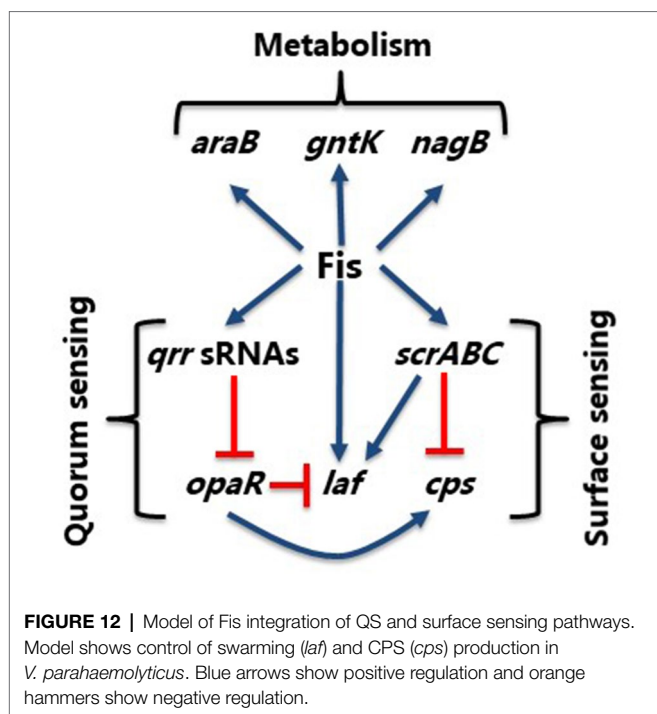 Metabolism
araB gntK nagB
Fis
Quorum sensing
qrr sRNAs scrABC
opaR laf cps
Surface sensing
FIGURE 12 | Model of Fis integration of QS and surface sensing pathways.
Model shows control of swarming (laf) and CPS (cps) production in
V. parahaemolyticus. Blue arrows show positive regulation and orange
hammers show negative regulation.